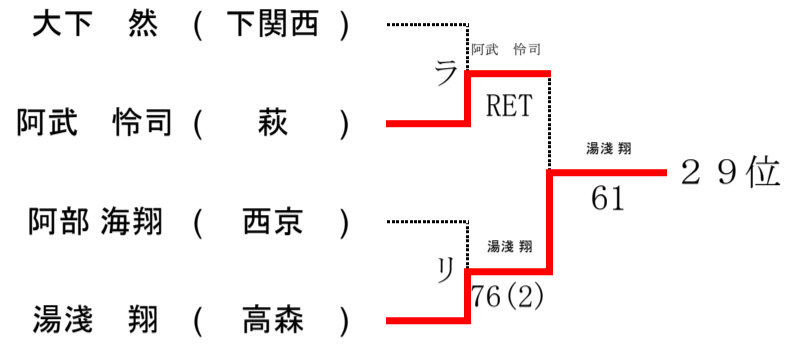 大下　然 ( 下関西 )
阿武　怜司
ラ
RET
阿武　怜司 ( 萩 )
湯淺 翔
２９位
61
阿部 海翔 ( 西京 )
湯淺 翔
リ
76(2)
湯淺　翔 ( 高森 )